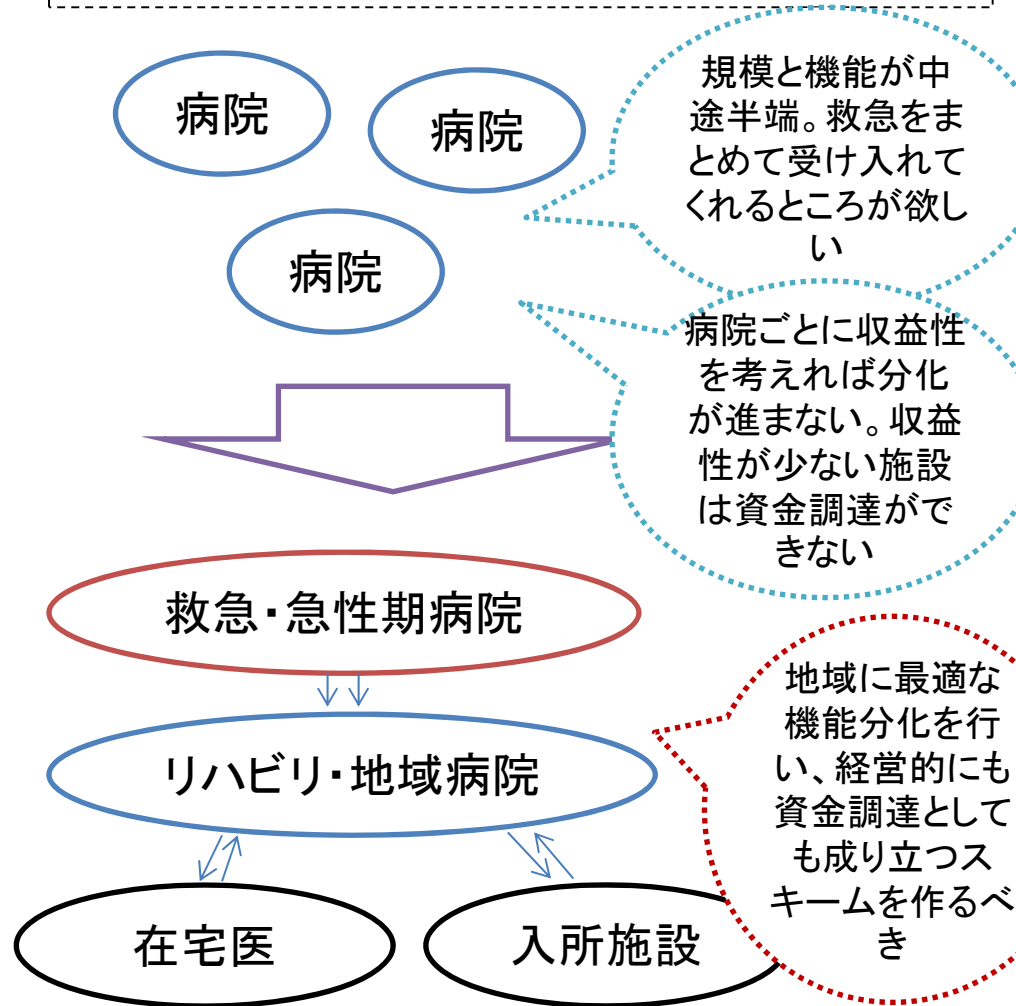 病院
病院
病院
規模と機能が中
途半端。救急をま
とめて受け入れて
くれるところが欲し
い
病院ごとに収益性
を考えれば分化
が進まない。収益
性が少ない施設
は資金調達がで
きない
救急・急性期病院
リハビリ・地域病院
地域に最適な
機能分化を行
い、経営的にも
資金調達として
も成り立つス
キームを作るべ
き
在宅医
入所施設